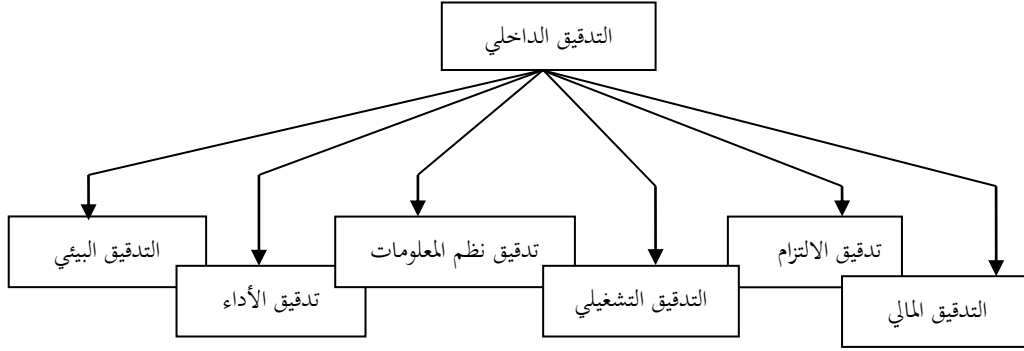 التدقيق الداخلي
التدقيق المالي
تدقيق الالتزام
التدقيق التشغيلي
تدقيق نظم المعلومات
تدقيق الأداء
التدقيق البيئي